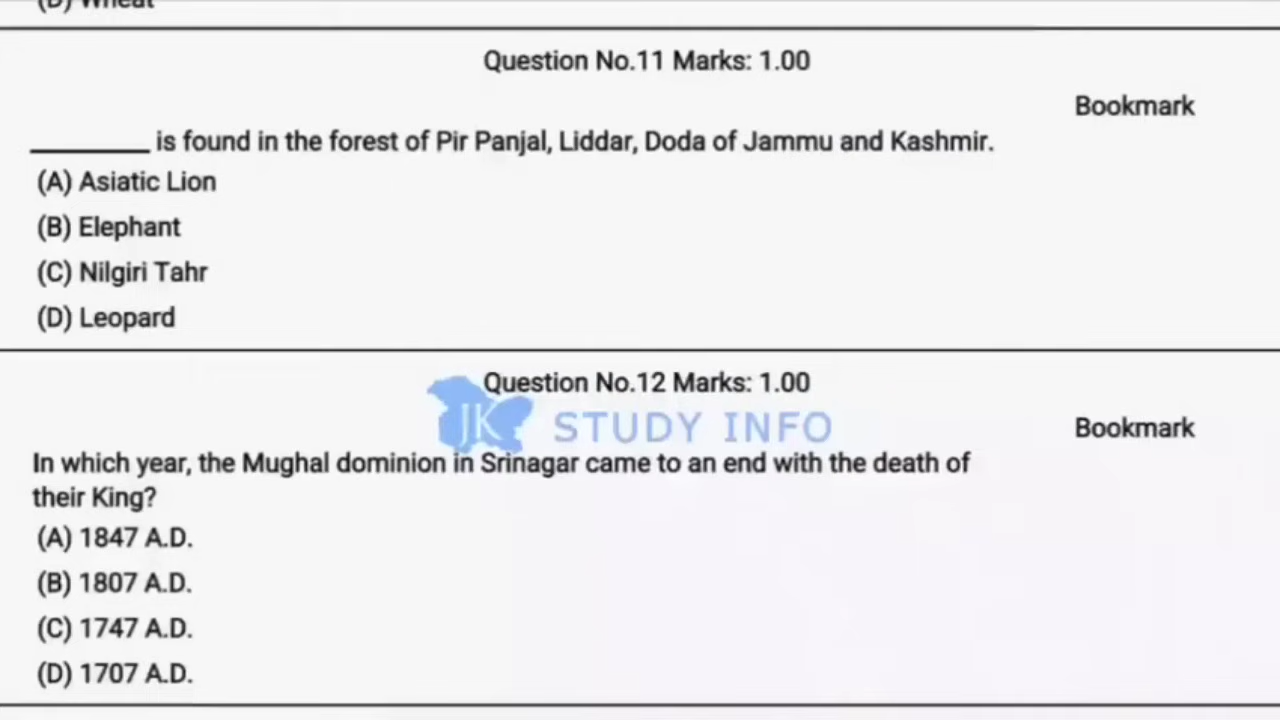 (D) Wheat
Question No.11 Marks: 1.00
Bookmark
________ is found in the forest of Pir Panjal, Liddar, Doda of Jammu and Kashmir.
(A) Asiatic Lion
(B) Elephant
(C) Nilgiri Tahr
(D) Leopard
Question No.12 Marks: 1.00
JK STUDY INFO
Bookmark
In which year, the Mughal dominion in Srinagar came to an end with the death of
their King?
(A) 1847 A.D.
(B) 1807 A.D.
(C) 1747 A.D.
(D) 1707 A.D.